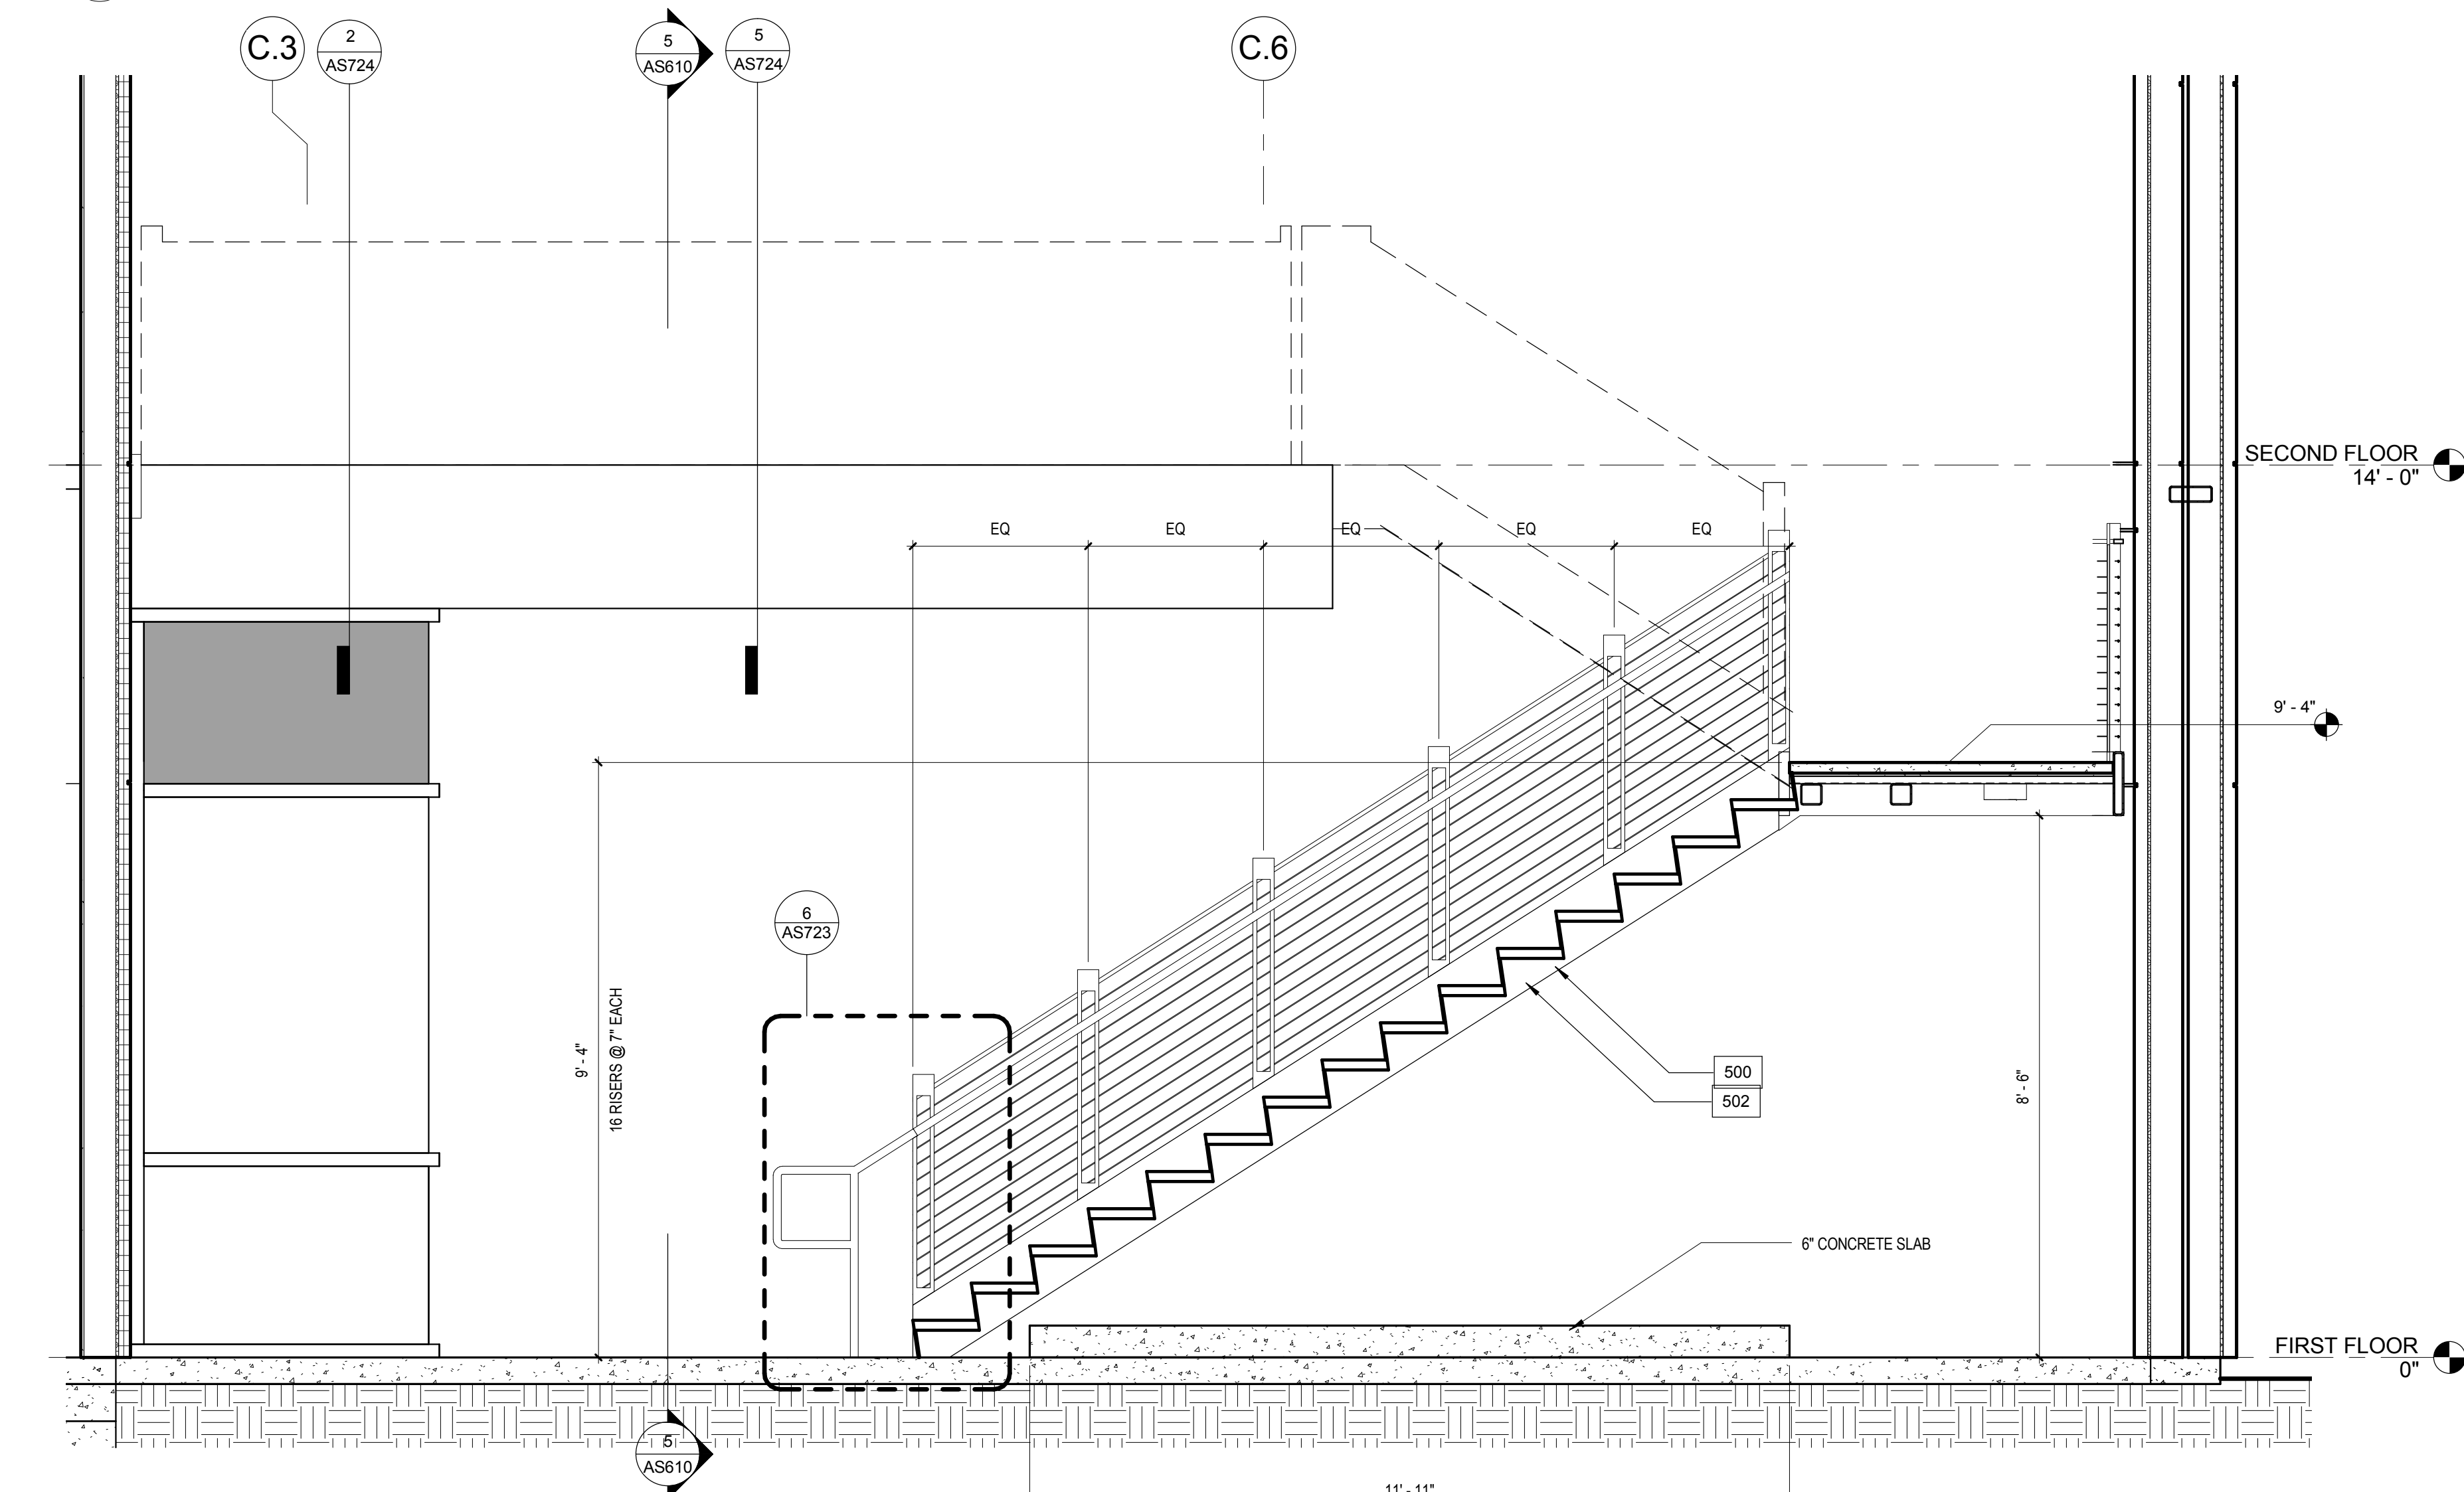 C.3
2
AS724
5
AS610
5
AS724
C.6
SECOND FLOOR
14' - 0"
EQ
EQ
EQ
EQ
EQ
9' - 4"
6
AS723
9' - 4"
16 RISERS @ 7" EACH
500
502
8' - 6"
6" CONCRETE SLAB
FIRST FLOOR
0"
5
AS610
11' - 11"